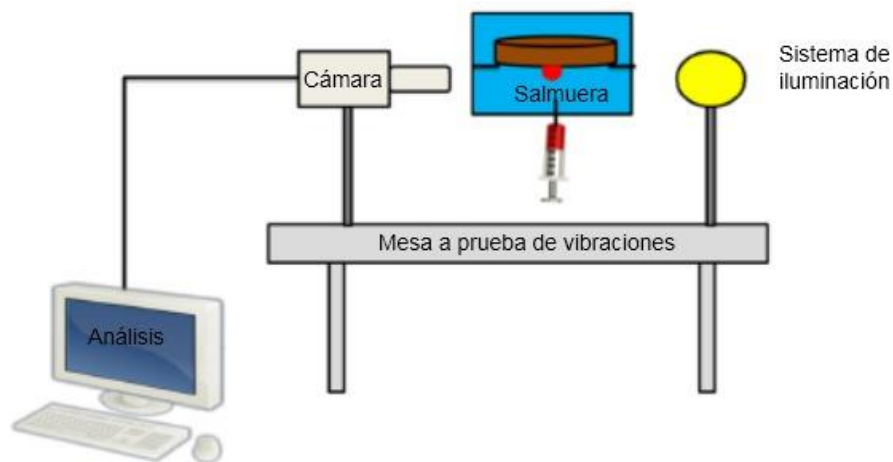 Sistema de
iluminación
Cámara
Salmuera
Mesa a prueba de vibraciones
Análisis